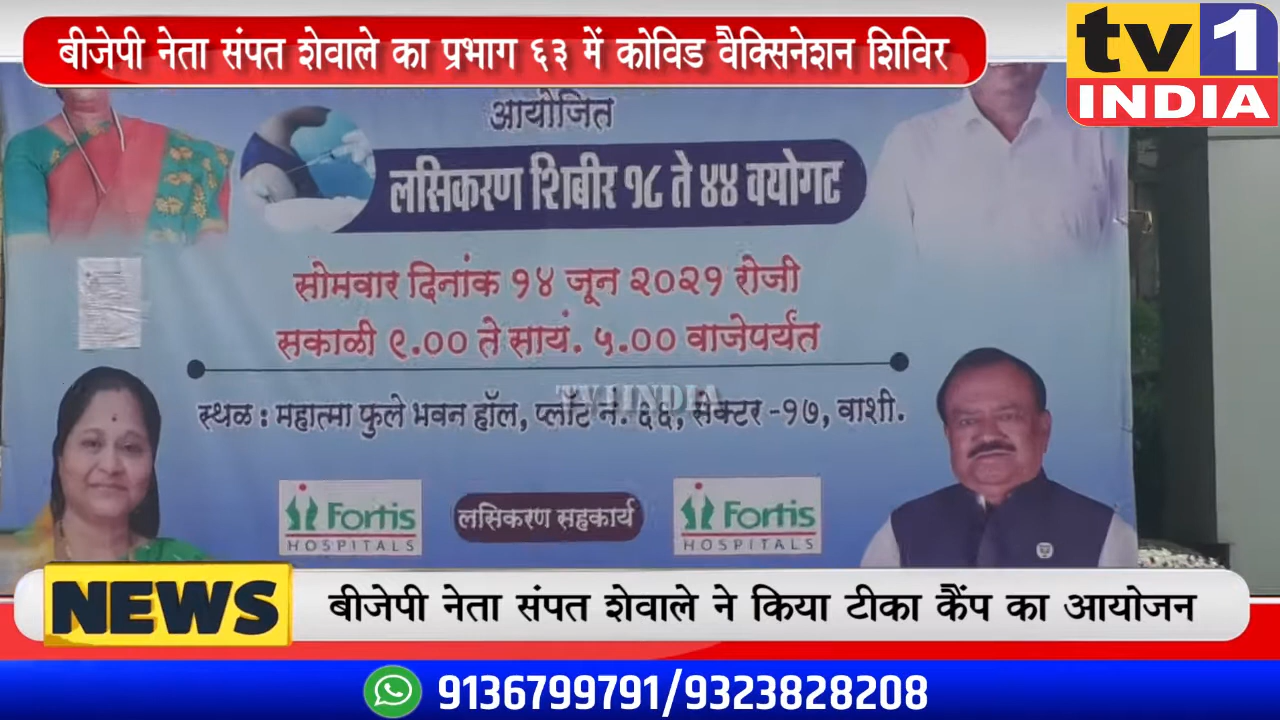 बीजेपी नेता संपत शेवाले का प्रभाग ६३ में कोविड वैक्सिनेशन शिविर
tv1
INDIA
आयोजित
लसिकरण शिबीर १८ ते ४४ वयोगट
सोमवार दिनांक १४ जून २०२१ रोजी
सकाळी ९.०० ते सायं. ५.०० वाजेपर्यंत
TV1INDIA
स्थळ : महात्मा फुले भवन हॉल, प्लॉट नं. ६६, सेक्टर -१७, वाशी.
Fortis
HOSPITALS
लसिकरण सहकार्य
Fortis
HOSPITALS
NEWS
बीजेपी नेता संपत शेवाले ने किया टीका कैंप का आयोजन
9136799791/9323828208